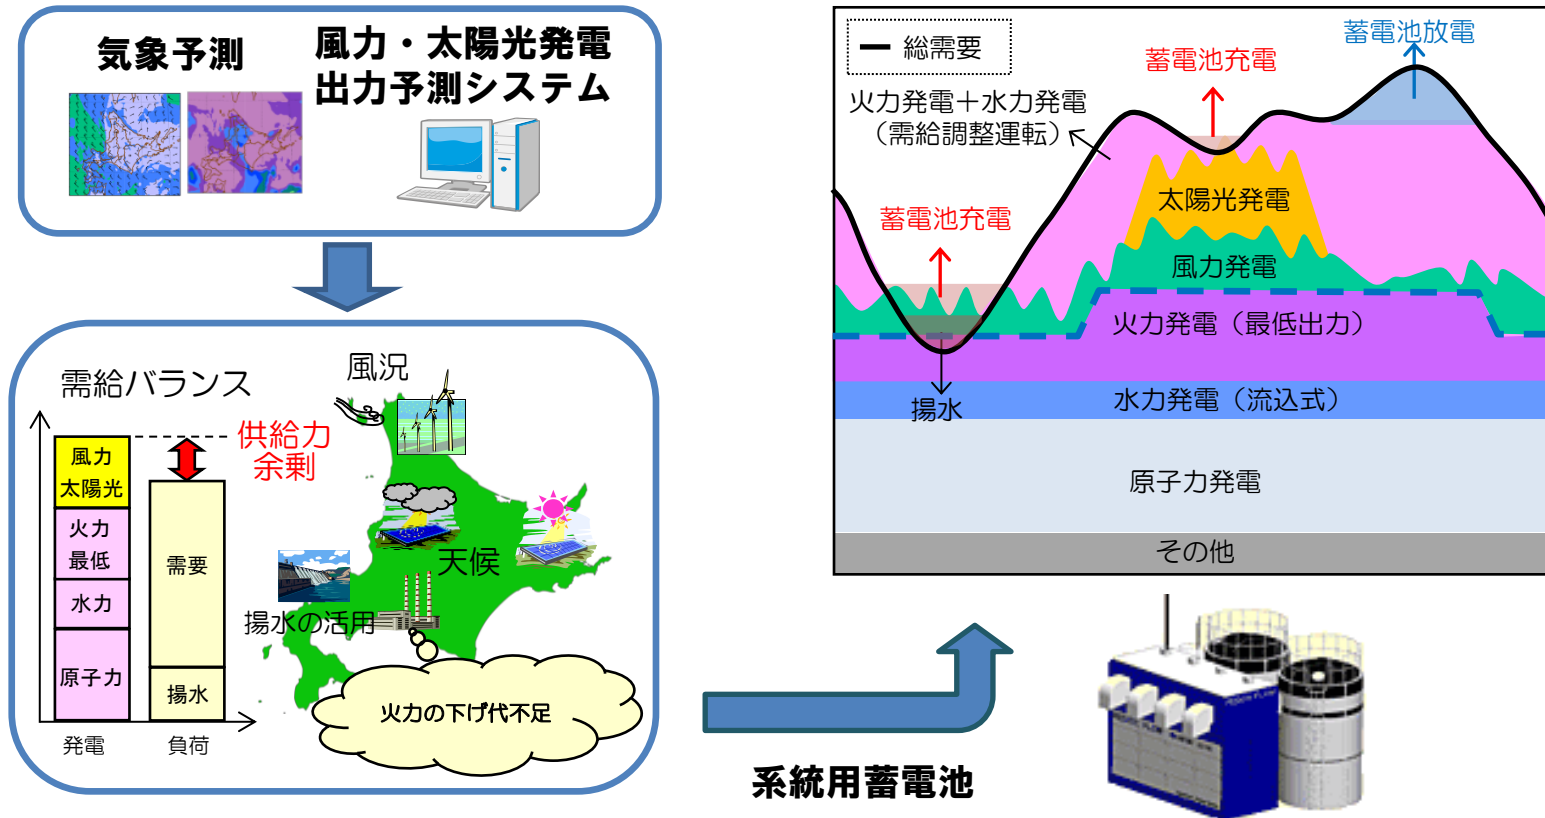 気象予測
風力・太陽光発電
出力予測システム
需給バランス
供給力
余剰
風況
風力
太陽光
火力
最低
水力
原子力
需要
揚水
発電
負荷
天候
揚水の活用
火力の下げ代不足
系統用蓄電池
総需要
火力発電＋水力発電
（需給調整運転）
蓄電池充電
蓄電池放電
蓄電池充電
太陽光発電
風力発電
火力発電（最低出力）
揚水
水力発電（流込式）
原子力発電
その他